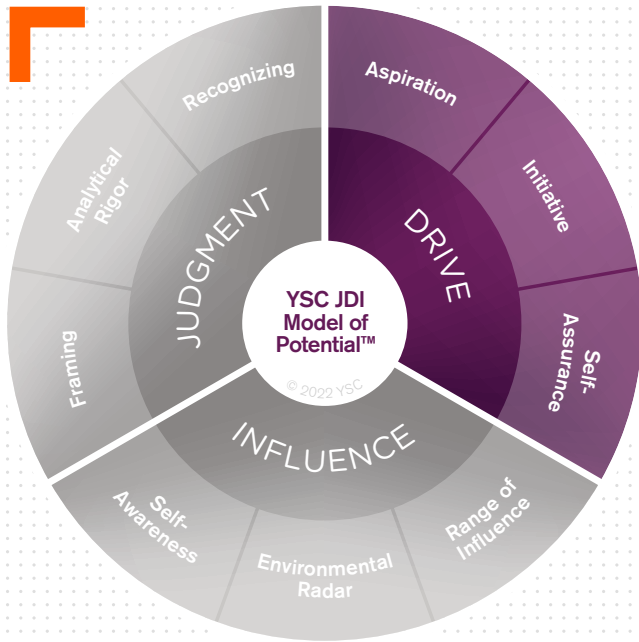 YSC JDI
Model of
Potential™
© 2022 YSC
JUDGMENT
Framing
Analytical
Rigor
Recognizing
DRIVE
Aspiration
Initiative
Self-
Assurance
INFLUENCE
Range of
Influence
Environmental
Radar
Self-
Awareness